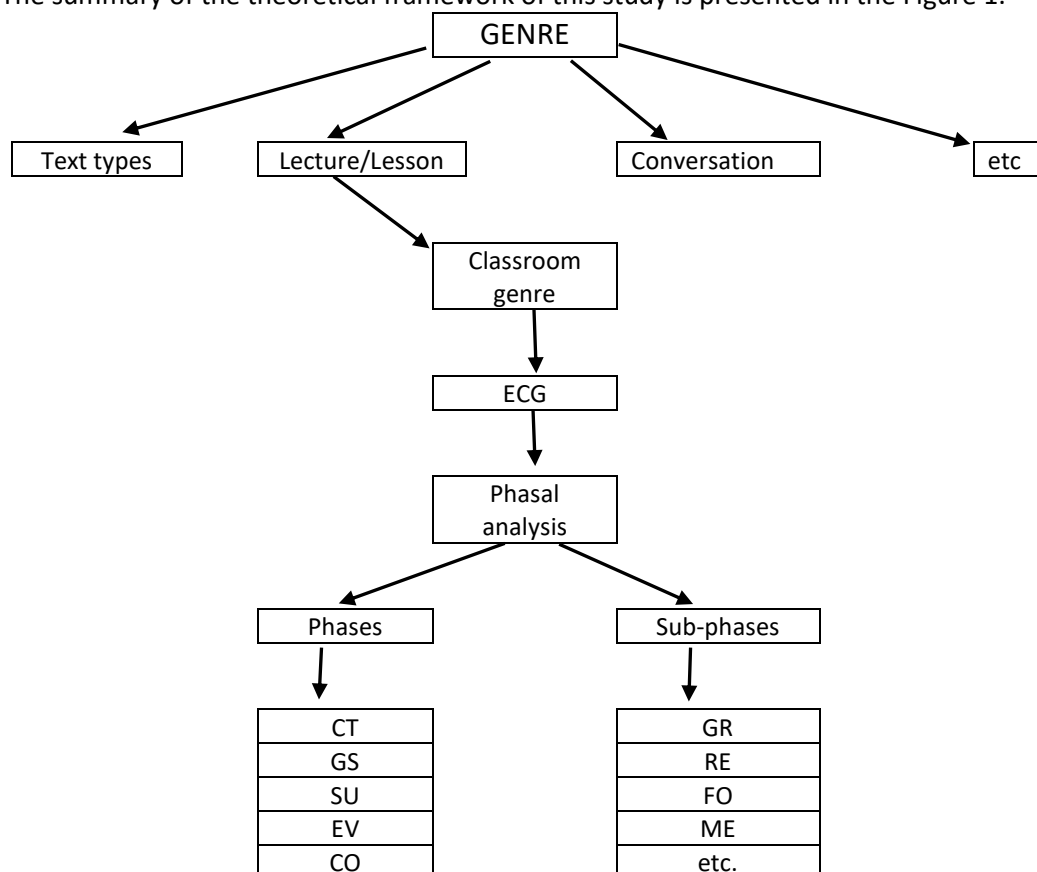 The summary of the theoretical framework of this study is presented in the Figure 1.
GENRE
Text types
Lecture/Lesson
Conversation
etc
Classroom
genre
ECG
Phasal
analysis
Phases
Sub-phases
CT
GR
GS
RE
SU
FO
EV
ME
CO
etc.